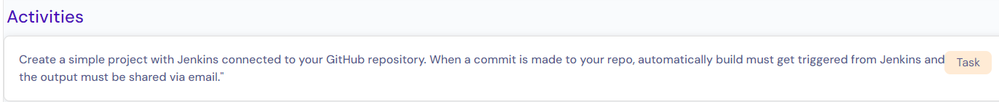 Activities
Create a simple project with Jenkins connected to your GitHub repository. When a commit is made to your repo, automatically build must get triggered from Jenkins and Task
the output must be shared via email."